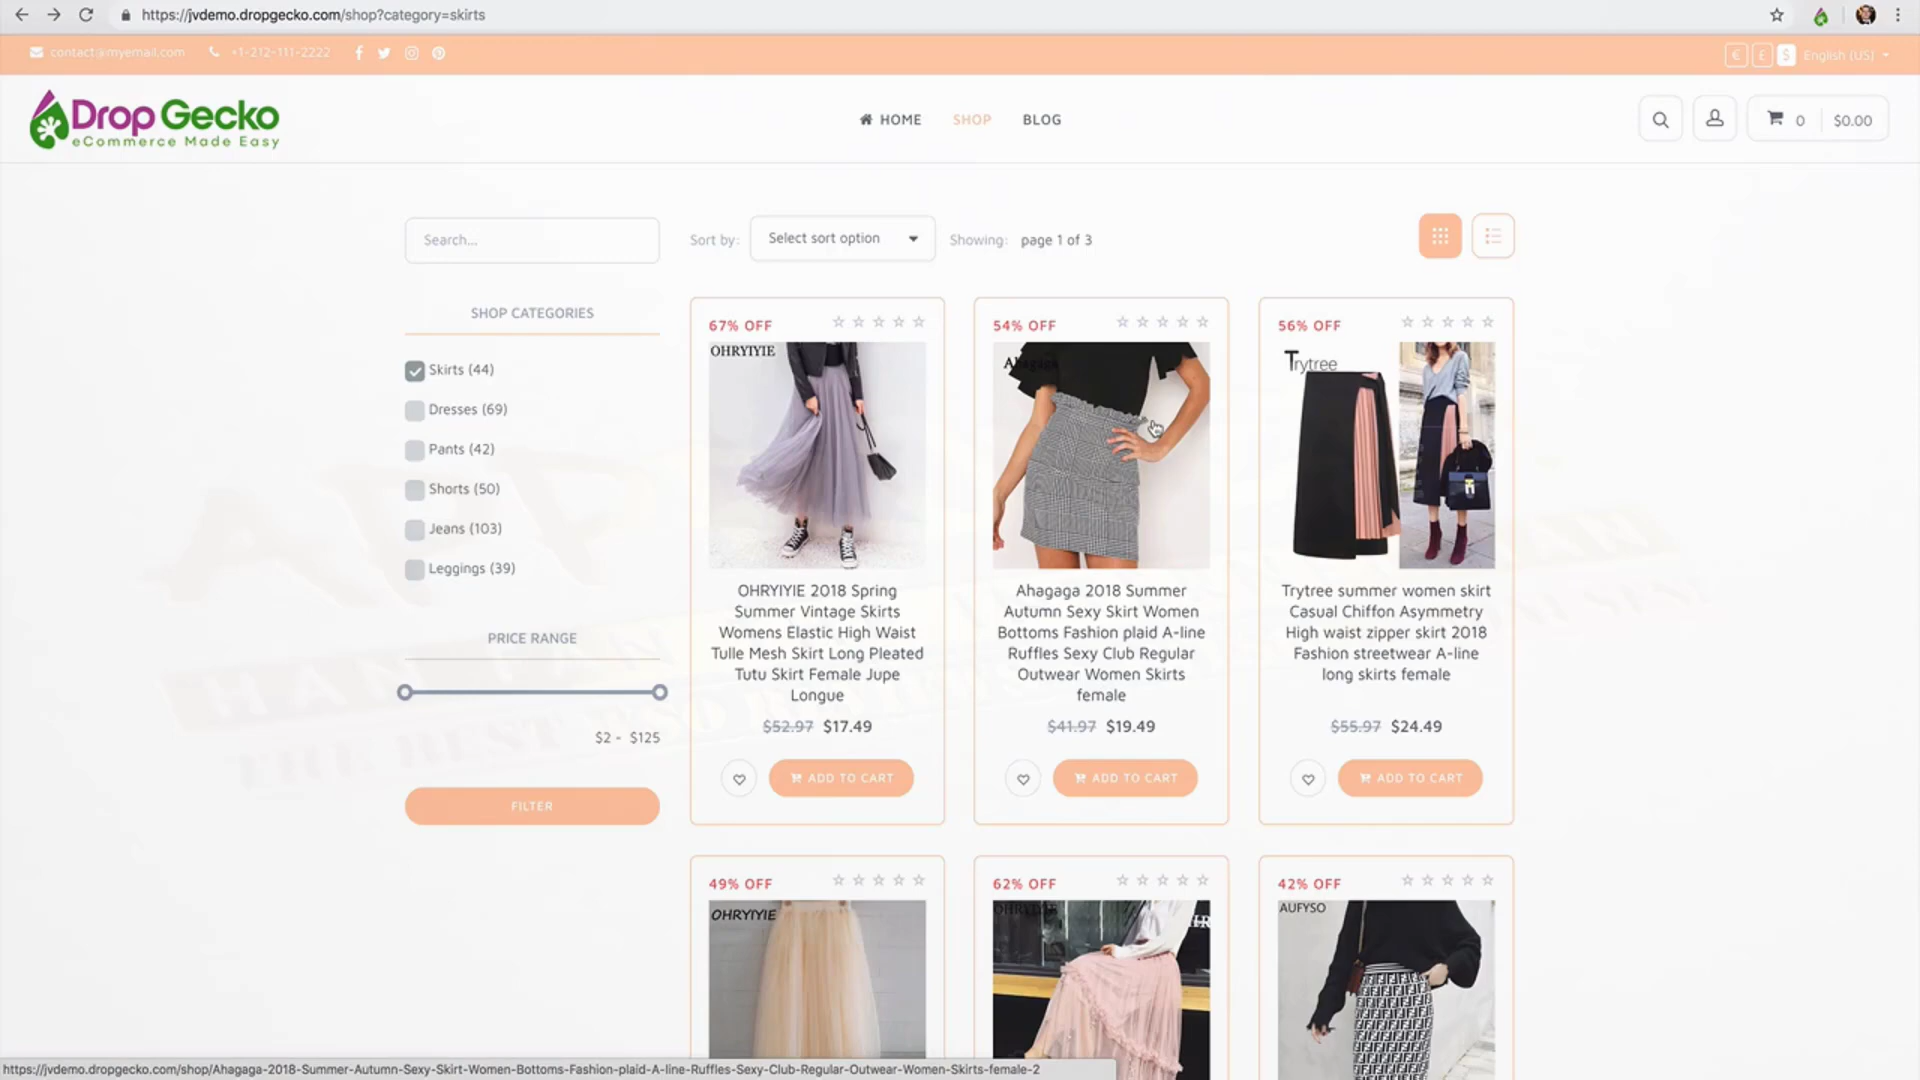 https://jvdemo.dropgecko.com/shop?category=skirts
contact@myemail.com +1-212-111-2222
€ £ $ English (US)
Drop Gecko
eCommerce Made Easy
HOME SHOP BLOG
0 $0.00
Search...
Sort by: Select sort option Showing: page 1 of 3
SHOP CATEGORIES
Skirts (44)
Dresses (69)
Pants (42)
Shorts (50)
Jeans (103)
Leggings (39)
PRICE RANGE
$2 - $125
FILTER
67% OFF
OHRYIYIE
OHRYIYIE 2018 Spring
Summer Vintage Skirts
Womens Elastic High Waist
Tulle Mesh Skirt Long Pleated
Tutu Skirt Female Jupe
Longue
$52.97 $17.49
ADD TO CART
54% OFF
Ahagaga
Ahagaga 2018 Summer
Autumn Sexy Skirt Women
Bottoms Fashion plaid A-line
Ruffles Sexy Club Regular
Outwear Women Skirts
female
$41.97 $19.49
ADD TO CART
56% OFF
Trytree
Trytree summer women skirt
Casual Chiffon Asymmetry
High waist zipper skirt 2018
Fashion streetwear A-line
long skirts female
$55.97 $24.49
ADD TO CART
49% OFF
OHRYIYIE
62% OFF
OHRYIYIE
42% OFF
AUFYSO
https://jvdemo.dropgecko.com/shop/Ahagaga-2018-Summer-Autumn-Sexy-Skirt-Women-Bottoms-Fashion-plaid-A-line-Ruffles-Sexy-Club-Regular-Outwear-Women-Skirts-female-2